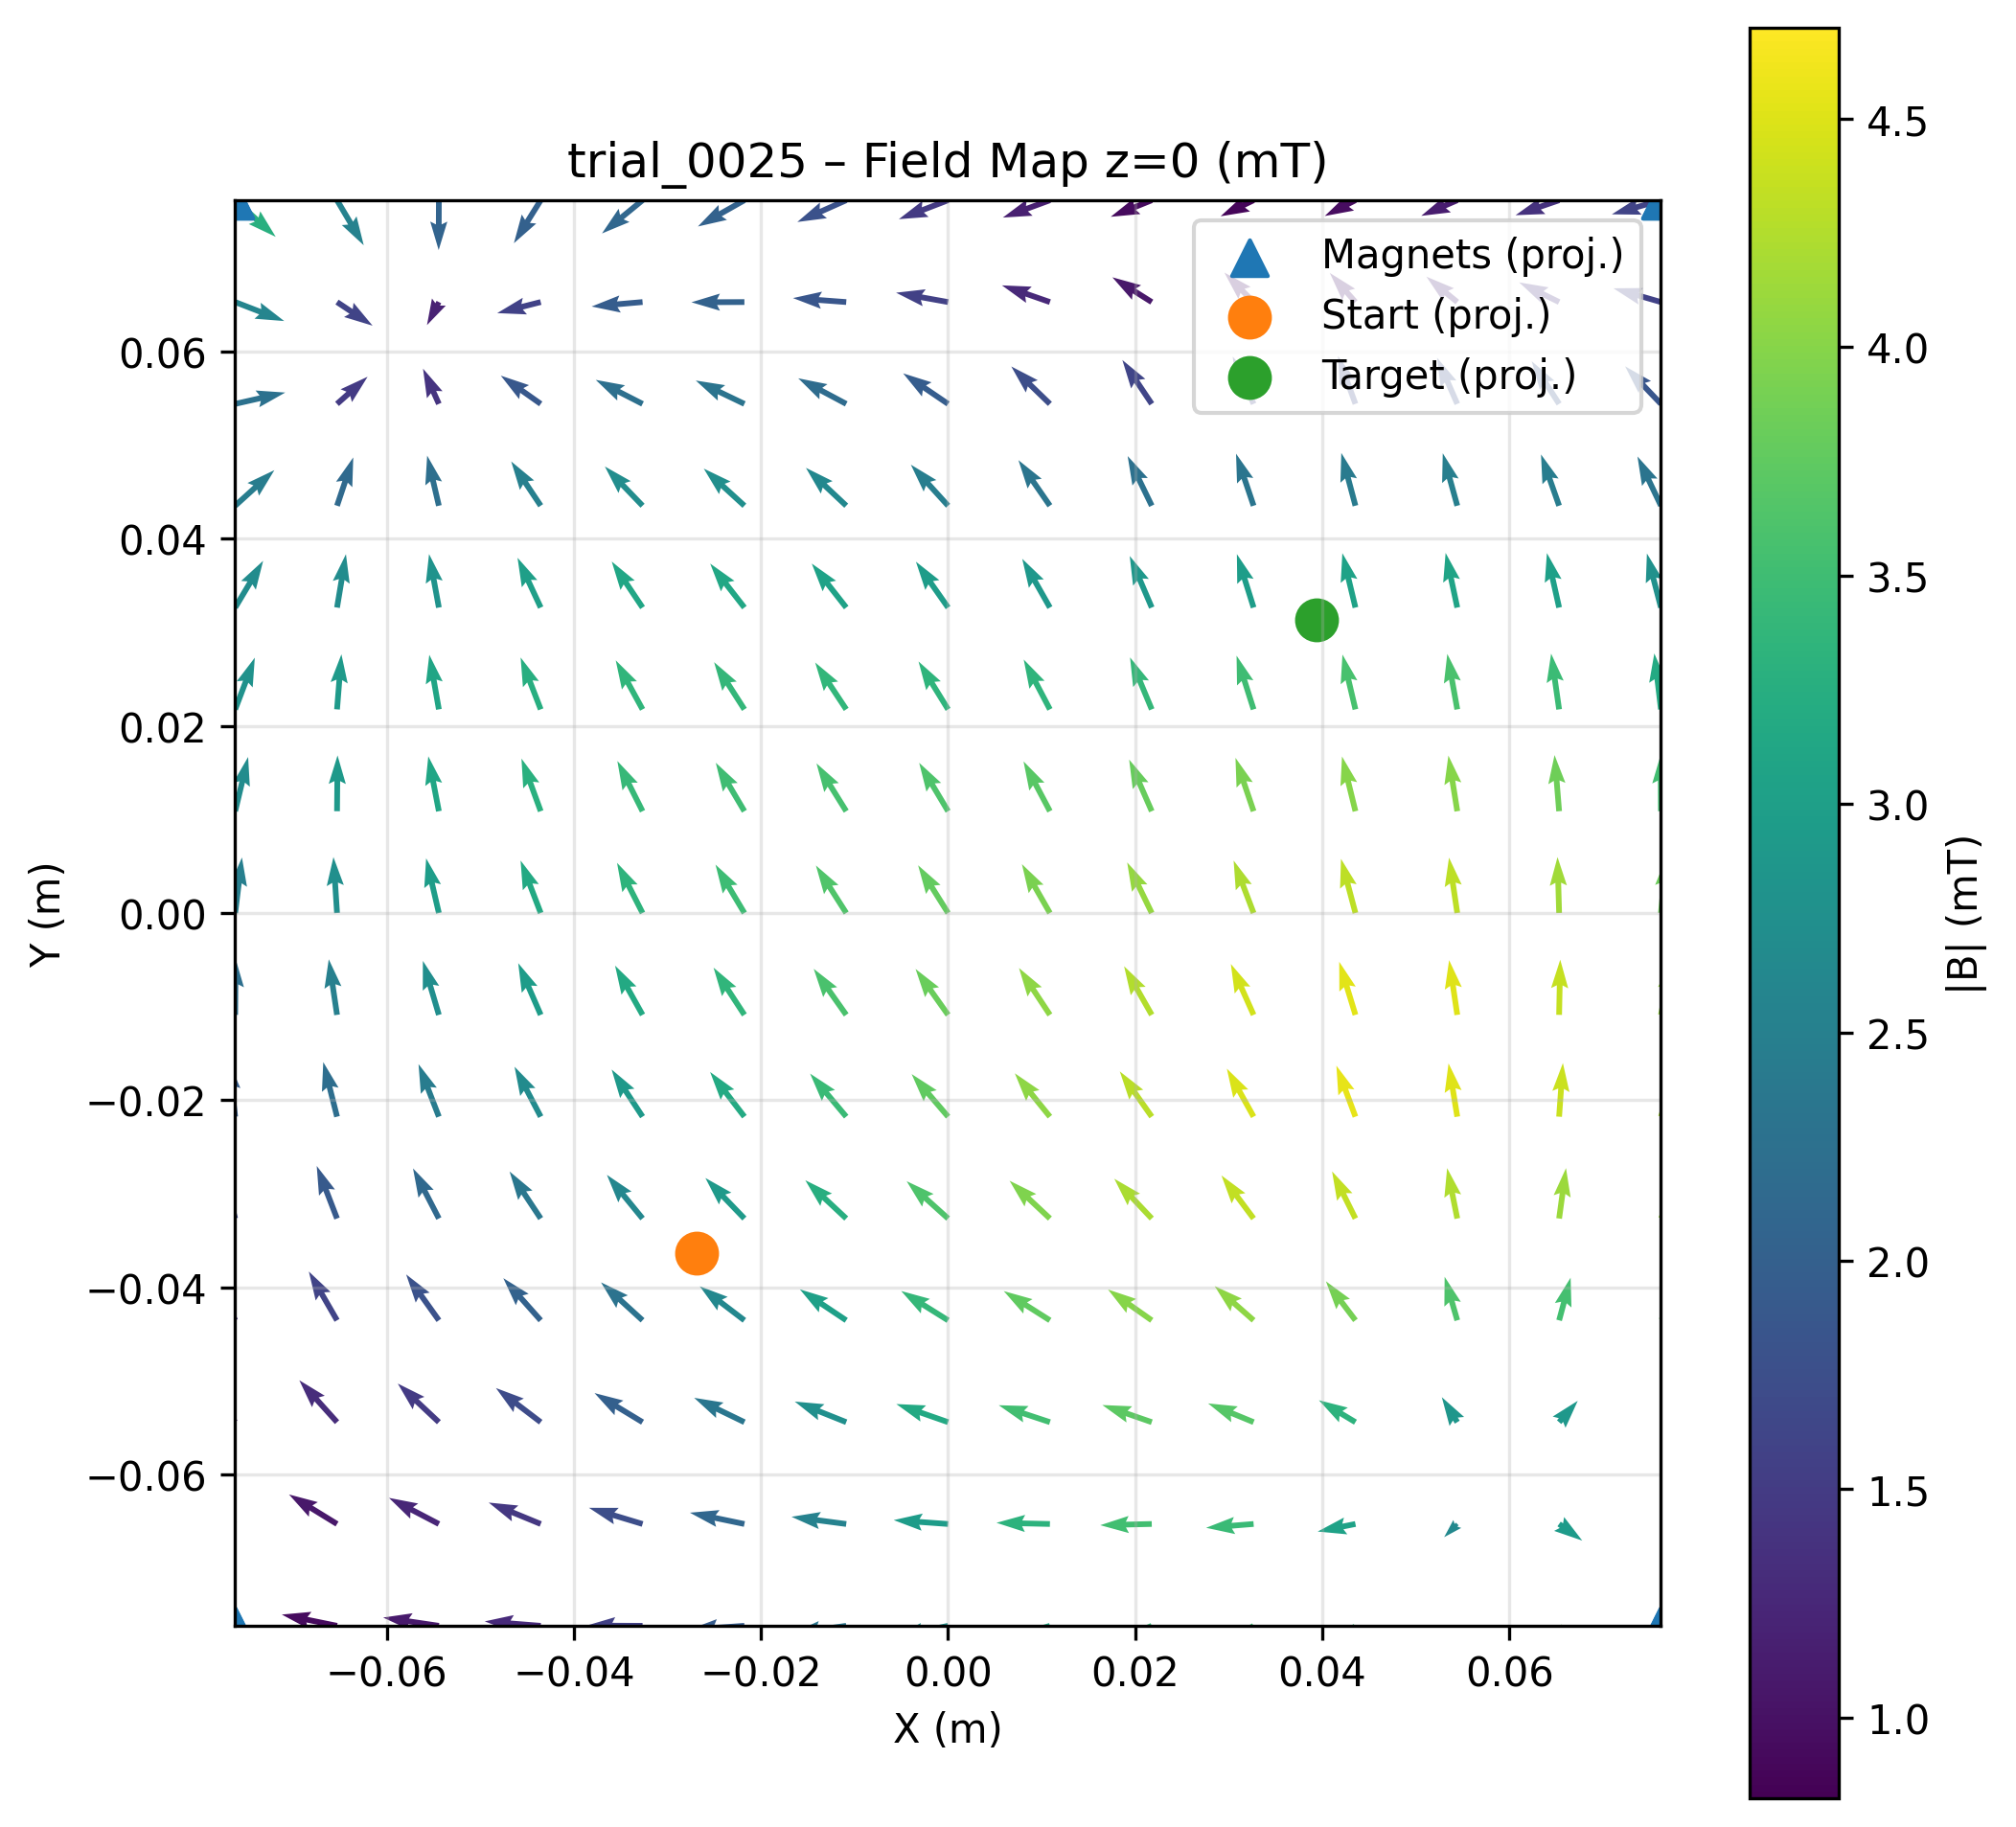 trial_0025 – Field Map z=0 (mT)
Magnets (proj.)
Start (proj.)
Target (proj.)
Y (m)
0.06
0.04
0.02
0.00
−0.02
−0.04
−0.06
−0.06 −0.04 −0.02 0.00 0.02 0.04 0.06
X (m)
4.5
4.0
3.5
3.0
2.5
2.0
1.5
1.0
|B| (mT)